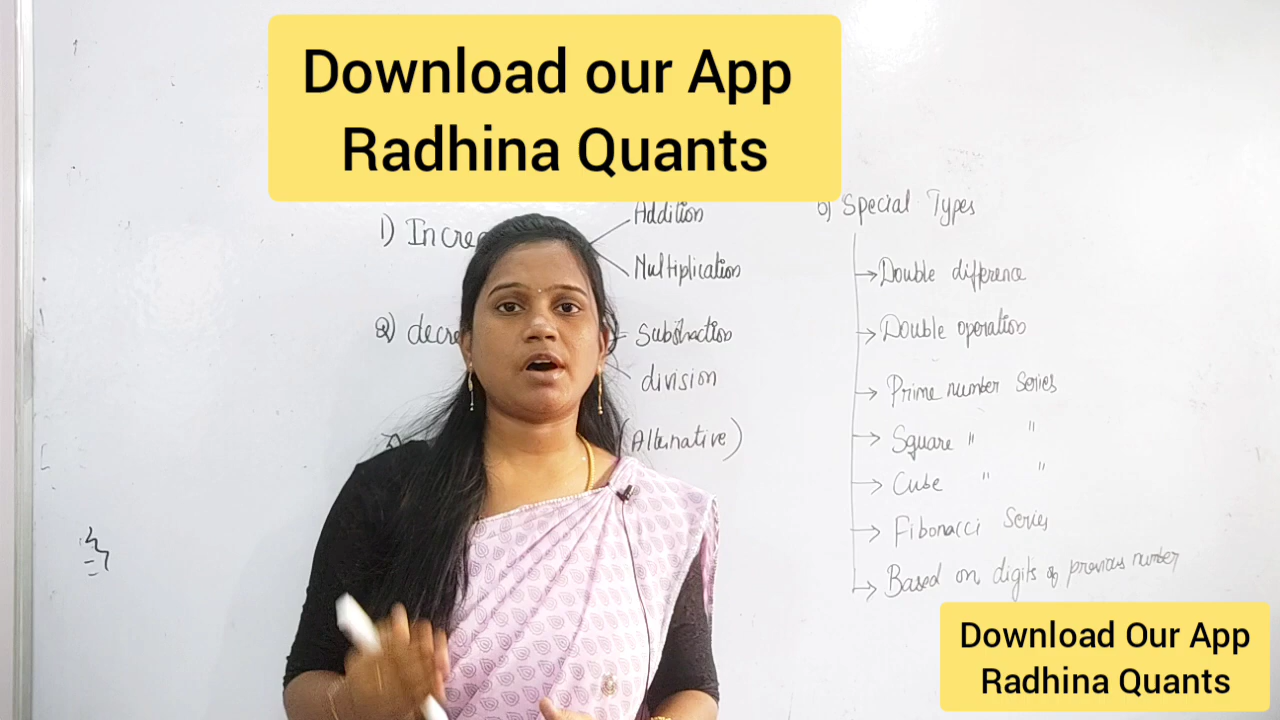 Download our App
Radhina Quants
1) Incre
Addition
Multiplication
2) decre
Substraction
division
(Alternative)
6) Special Types
→ Double difference
→ Double operation
→ Prime number Series
→ Square " "
→ Cube " "
→ Fibonacci Series
→ Based on digits of previous number
Download Our App
Radhina Quants